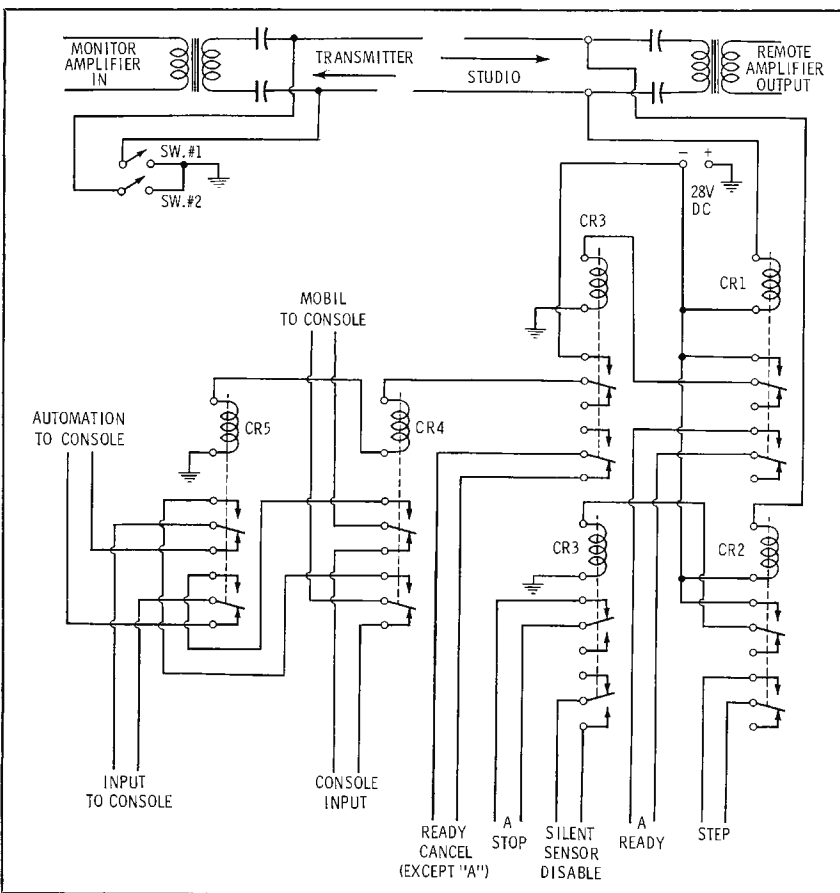 MONITOR
AMPLIFIER
IN
TRANSMITTER
STUDIO
REMOTE
AMPLIFIER
OUTPUT
SW.#1
SW.#2
- +
28V
DC
CR3
CR1
MOBIL
TO CONSOLE
AUTOMATION
TO CONSOLE
CR5
CR4
CR3
CR2
INPUT
TO CONSOLE
CONSOLE
INPUT
READY
CANCEL
(EXCEPT "A")
A
STOP
SILENT
SENSOR
DISABLE
A
READY
STEP